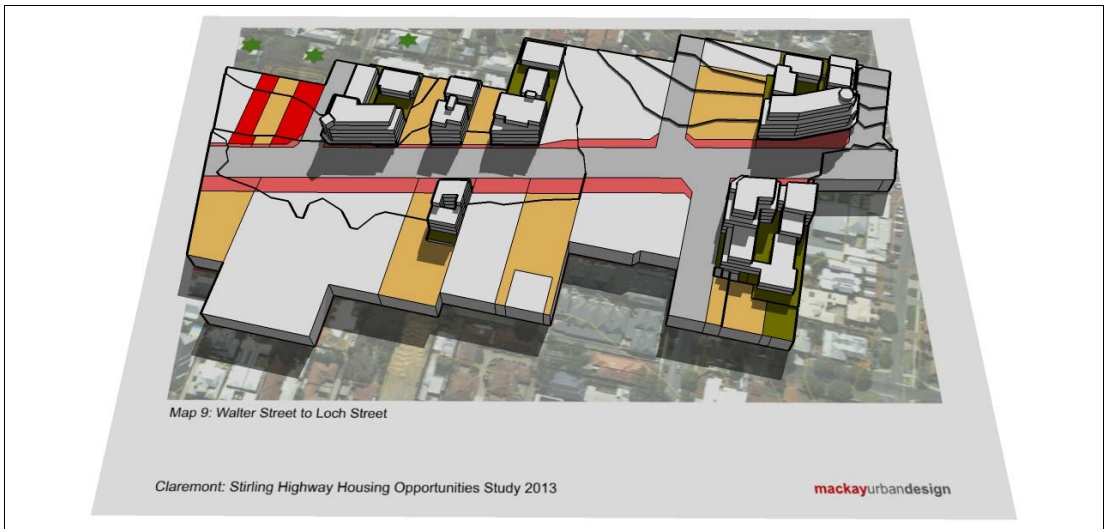 Map 9: Walter Street to Loch Street
Claremont: Stirling Highway Housing Opportunities Study 2013
mackayurbandesign